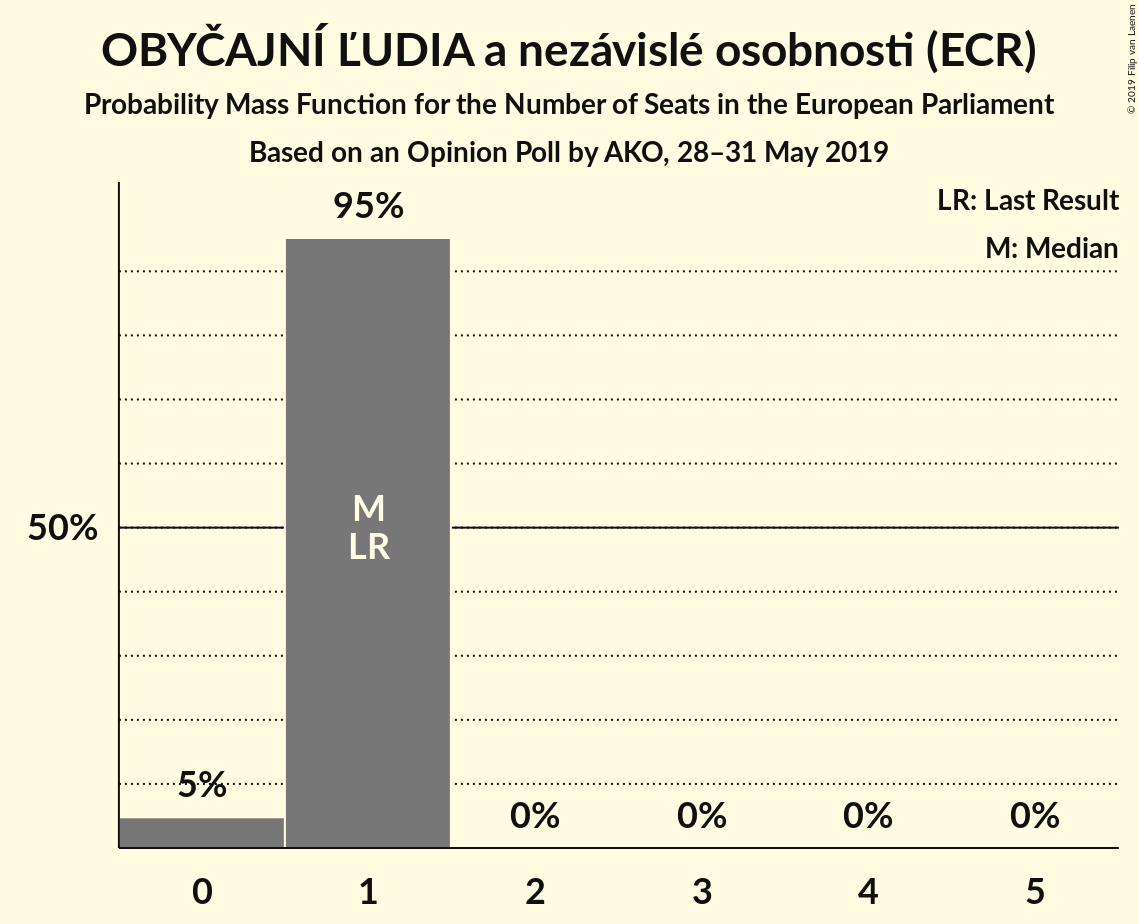 OBYČAJNÍ ĽUDIA a nezávislé osobnosti (ECR)
Probability Mass Function for the Number of Seats in the European Parliament
Based on an Opinion Poll by AKO, 28–31 May 2019
© 2019 Filip van Laenen
LR: Last Result
M: Median
95%
M
LR
50%
5%
0%
0%
0%
0%
0
1
2
3
4
5